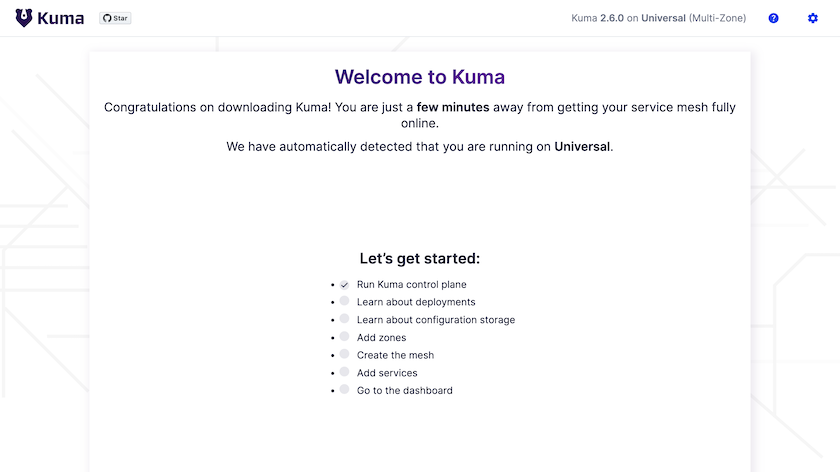 Kuma
Star
Kuma 2.6.0 on Universal (Multi-Zone)
Welcome to Kuma
Congratulations on downloading Kuma! You are just a few minutes away from getting your service mesh fully
online.
We have automatically detected that you are running on Universal.
Let's get started:
Run Kuma control plane
Learn about deployments
Learn about configuration storage
Add zones
Create the mesh
Add services
Go to the dashboard